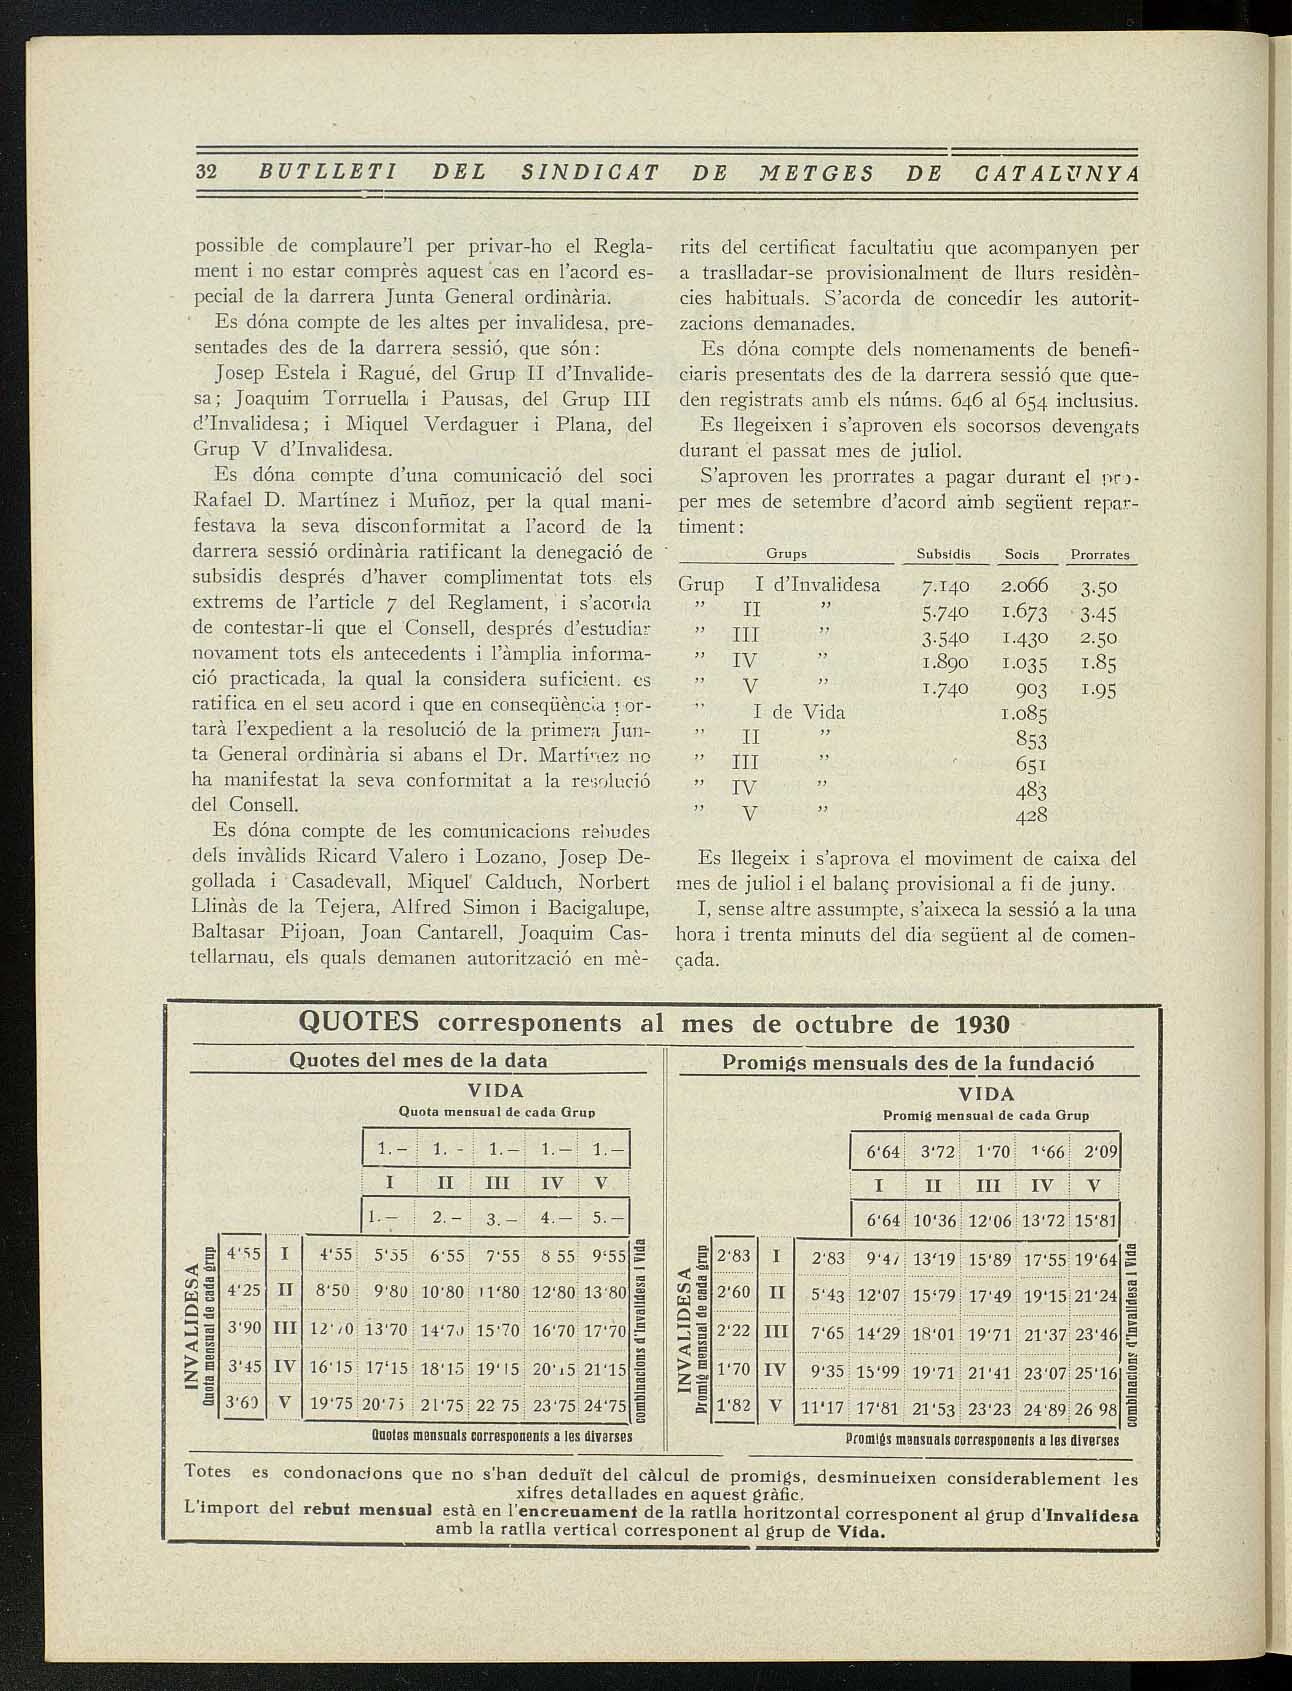 32 BUTLLETI DEL SINDICAT DE METGES DE CATALUNYA
possible de complaure'l per privar-ho el Regla-
ment i no estar comprès aquest cas en l'acord es-
pecial de la darrera Junta General ordinària.
Es dóna compte de les altes per invalidesa, pre-
sentades des de la darrera sessió, que són:
Josep Estela i Ragué, del Grup II d'Invalide-
sa; Joaquim Torruella i Pausas, del Grup III
d'Invalidesa; i Miquel Verdaguer i Plana, del
Grup V d'Invalidesa.
Es dóna compte d'una comunicació del soci
Rafael D. Martínez i Muñoz, per la qual mani-
festava la seva disconformitat a l'acord de la
darrera sessió ordinària ratificant la denegació de
subsidis després d'haver complimentat tots els
extrems de l'article 7 del Reglament, i s'acorda
de contestar-li que el Consell, després d'estudiar
novament tots els antecedents i l'àmplia informa-
ció practicada, la qual la considera suficient, es
ratifica en el seu acord i que en conseqüència por-
tarà l'expedient a la resolució de la primera Jun-
ta General ordinària si abans el Dr. Martínez no
ha manifestat la seva conformitat a la resolució
del Consell.
Es dóna compte de les comunicacions rebudes
dels invàlids Ricard Valero i Lozano, Josep De-
gollada i Casadevall, Miquel Calduch, Norbert
Llinàs de la Tejera, Alfred Simon i Bacigalupe,
Baltasar Pijoan, Joan Cantarell, Joaquim Cas-
tellarnau, els quals demanen autorització en mè-
rits del certificat facultatiu que acompanyen per
a traslladar-se provisionalment de llurs residèn-
cies habituals. S'acorda de concedir les autorit-
zacions demanades.
Es dóna compte dels nomenaments de benefi-
ciaris presentats des de la darrera sessió que que-
den registrats amb els núms. 646 al 654 inclusius.
Es llegeixen i s'aproven els socorsos devengats
durant el passat mes de juliol.
S'aproven les prorrates a pagar durant el pro-
per mes de setembre d'acord amb següent repar-
timent:
Grups Subsidis Socis Prorrates
Grup I d'Invalidesa 7.140 2.066 3.50
" II " 5.740 1.673 3.45
" III " 3.540 1.430 2.50
" IV " 1.890 1.035 1.85
" V " 1.740 903 1.95
" I de Vida 1.085
" II " 853
" III " 651
" IV " 483
" V " 428
Es llegeix i s'aprova el moviment de caixa del
mes de juliol i el balanç provisional a fi de juny.
I, sense altre assumpte, s'aixeca la sessió a la una
hora i trenta minuts del dia següent al de comen-
çada.
QUOTES corresponents al mes de octubre de 1930
Quotes del mes de la data
VIDA
Quota mensual de cada Grup
1.— 1. - 1.— 1.— 1.—
I II III IV V
1.— 2.— 3.— 4.— 5.—
INVALIDESA
Quota mensual de cada grup
4'55 I 4'55 5'55 6'55 7'55 8 55 9'55
4'25 II 8'50 9'80 10'80 11'80 12'80 13'80
3'90 III 13'70 15'70 16'70 17'70
3'45 IV 16'15 17'15 18'15 19'15 20'15 21'15
V 19'75 20'75 21'75 22 75 23'75 24'75
combinacions d'Invalidesa i Vida
Quotes mensuals corresponents a les diverses
Promigs mensuals des de la fundació
VIDA
Promig mensual de cada Grup
6'64 3'72 1'70 1'66 2'09
I II III IV V
6'64 10'36 12'06 13'72 15'81
INVALIDESA
Promig mensual de cada grup
2'83 I 2'83 9'47 13'19 15'89 17'55 19'64
2'60 II 5'43 12'07 15'79 17'49 19'15 21'24
2'22 III 7'65 14'29 18'01 19'71 21'37 23'46
1'70 IV 9'35 15'99 19'71 21'41 23'07 25'16
1'82 V 11'17 17'81 21'53 23'23 24'89 26 98
combinacions d'Invalidesa i Vida
Promigs mensuals corresponents a les diverses
Totes es condonacions que no s'han deduït del càlcul de promigs, desminueixen considerablement les
xifres detallades en aquest gràfic.
L'import del rebut mensual està en l'encreuament de la ratlla horitzontal corresponent al grup d'Invalidesa
amb la ratlla vertical corresponent al grup de Vida.